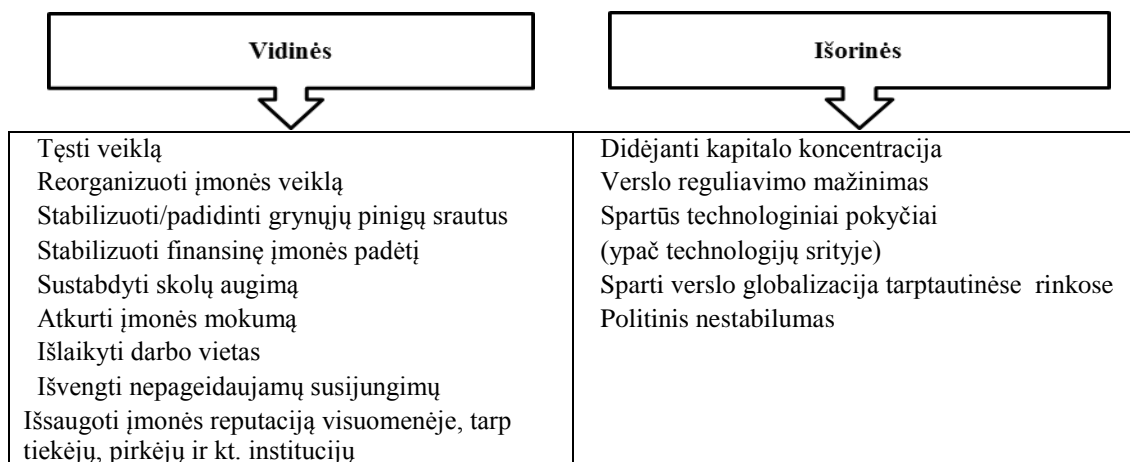 Vidinės
Išorinės
Tęsti veiklą
Reorganizuoti įmonės veiklą
Stabilizuoti/padidinti grynųjų pinigų srautus
Stabilizuoti finansinę įmonės padėtį
Sustabdyti skolų augimą
Atkurti įmonės mokumą
Išlaikyti darbo vietas
Išvengti nepageidaujamų susijungimų
Išsaugoti įmonės reputaciją visuomenėje, tarp
tiekėjų, pirkėjų ir kt. institucijų
Didėjanti kapitalo koncentracija
Verslo reguliavimo mažinimas
Spartūs technologiniai pokyčiai
(ypač technologijų srityje)
Sparti verslo globalizacija tarptautinėse rinkose
Politinis nestabilumas